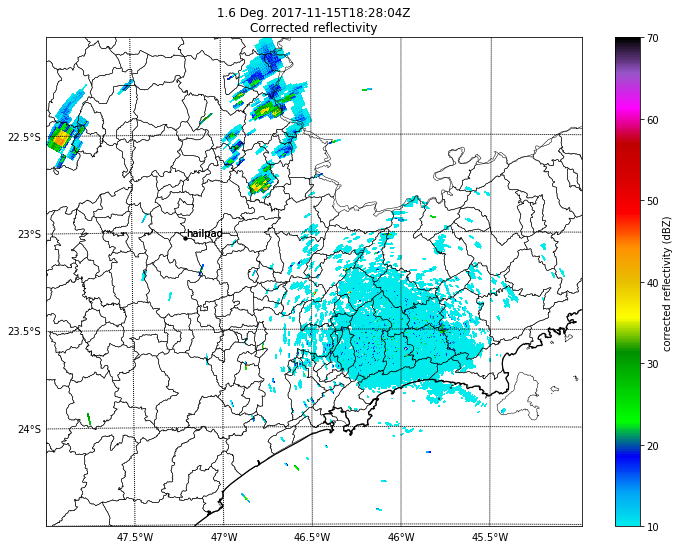 1.6 Deg. 2017-11-15T18:28:04Z
Corrected reflectivity
22.5°S
23°S
23.5°S
24°S
hailpad
47.5°W
47°W
46.5°W
46°W
45.5°W
70
60
50
40
30
20
10
corrected reflectivity (dBZ)